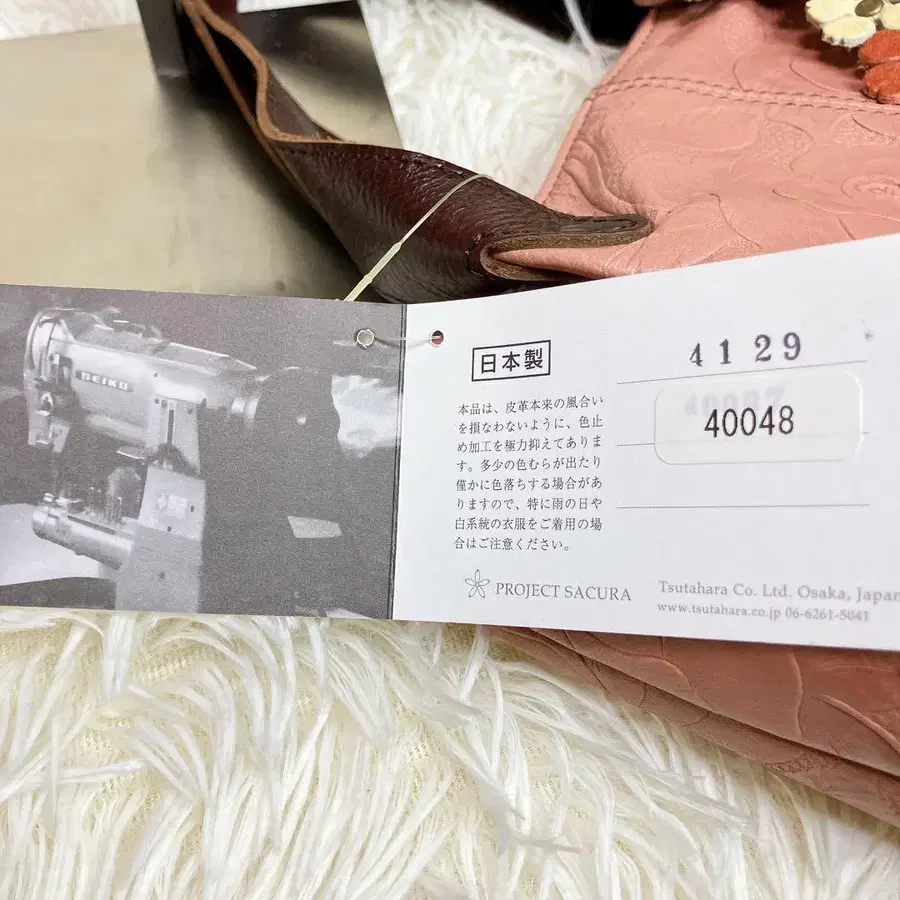 SEIKO
日本製
4129
40048
本品は、皮革本来の風合い
を損なわないように、色止
め加工を極力抑えてありま
す。多少の色むらが出たり
僅かに色落ちする場合があ
りますので、特に雨の日や
白系統の衣服をご着用の場
合はご注意ください。
PROJECT SACURA
Tsutahara Co. Ltd. Osaka, Japan
www.tsutahara.co.jp 06-6261-5041